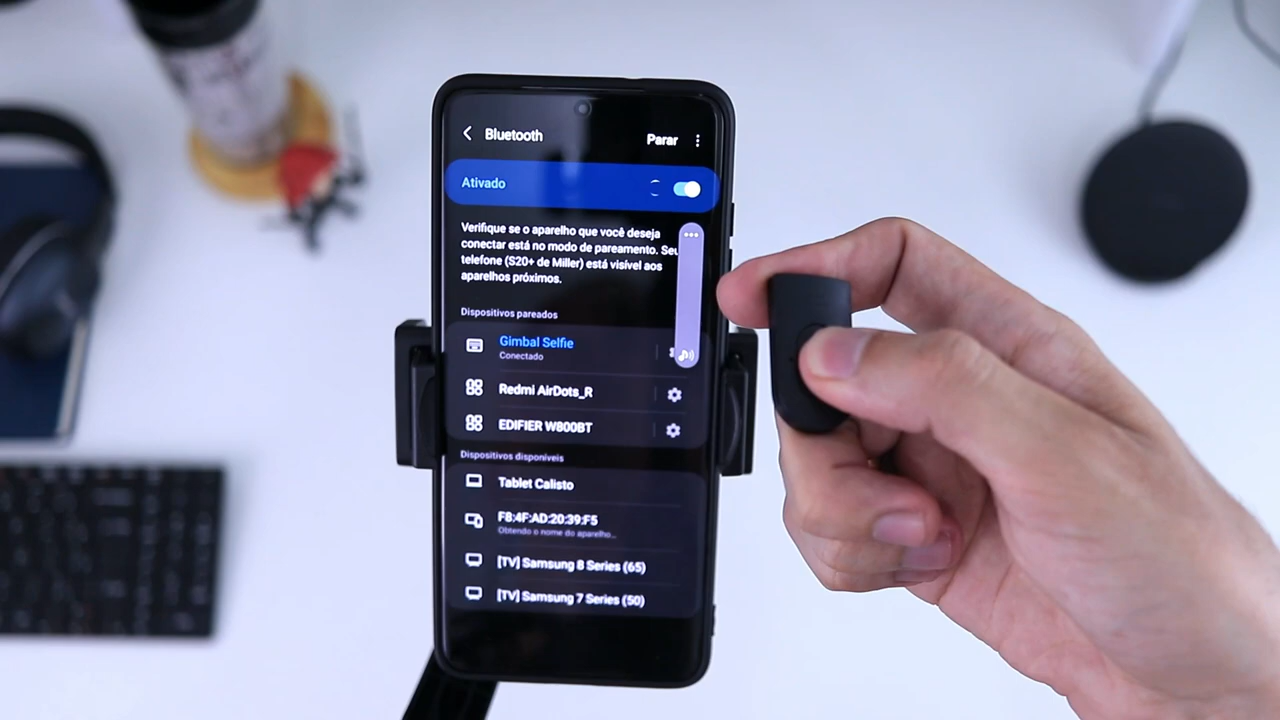 Bluetooth
Parar
Ativado
Verifique se o aparelho que você deseja
conectar está no modo de pareamento. Seu
telefone (S20+ de Miller) está visível aos
aparelhos próximos.
Dispositivos pareados
Gimbal Selfie
Conectado
Redmi AirDots_R
EDIFIER W800BT
Dispositivos disponíveis
Tablet Calisto
F8:4F:AD:20:39:F5
Obtendo o nome do aparelho...
[TV] Samsung 8 Series (65)
[TV] Samsung 7 Series (50)